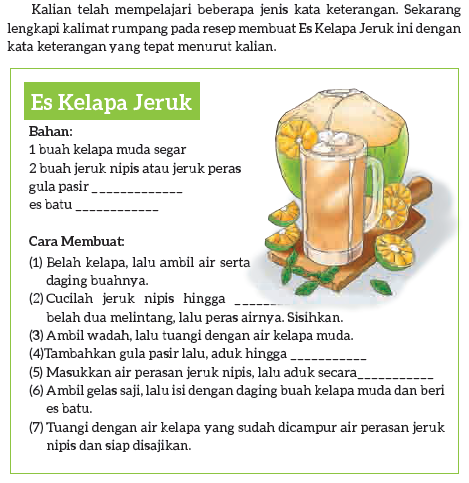 Kalian telah mempelajari beberapa jenis kata keterangan. Sekarang
lengkapi kalimat rumpang pada resep membuat Es Kelapa Jeruk ini dengan
kata keterangan yang tepat menurut kalian.
Es Kelapa Jeruk
Bahan:
1 buah kelapa muda segar
2 buah jeruk nipis atau jeruk peras
gula pasir _____________
es batu ____________
Cara Membuat:
(1) Belah kelapa, lalu ambil air serta
daging buahnya.
(2) Cucilah jeruk nipis hingga ______
belah dua melintang, lalu peras airnya. Sisihkan.
(3) Ambil wadah, lalu tuangi dengan air kelapa muda.
(4)Tambahkan gula pasir lalu, aduk hingga ___________
(5) Masukkan air perasan jeruk nipis, lalu aduk secara___________
(6) Ambil gelas saji, lalu isi dengan daging buah kelapa muda dan beri
es batu.
(7) Tuangi dengan air kelapa yang sudah dicampur air perasan jeruk
nipis dan siap disajikan.